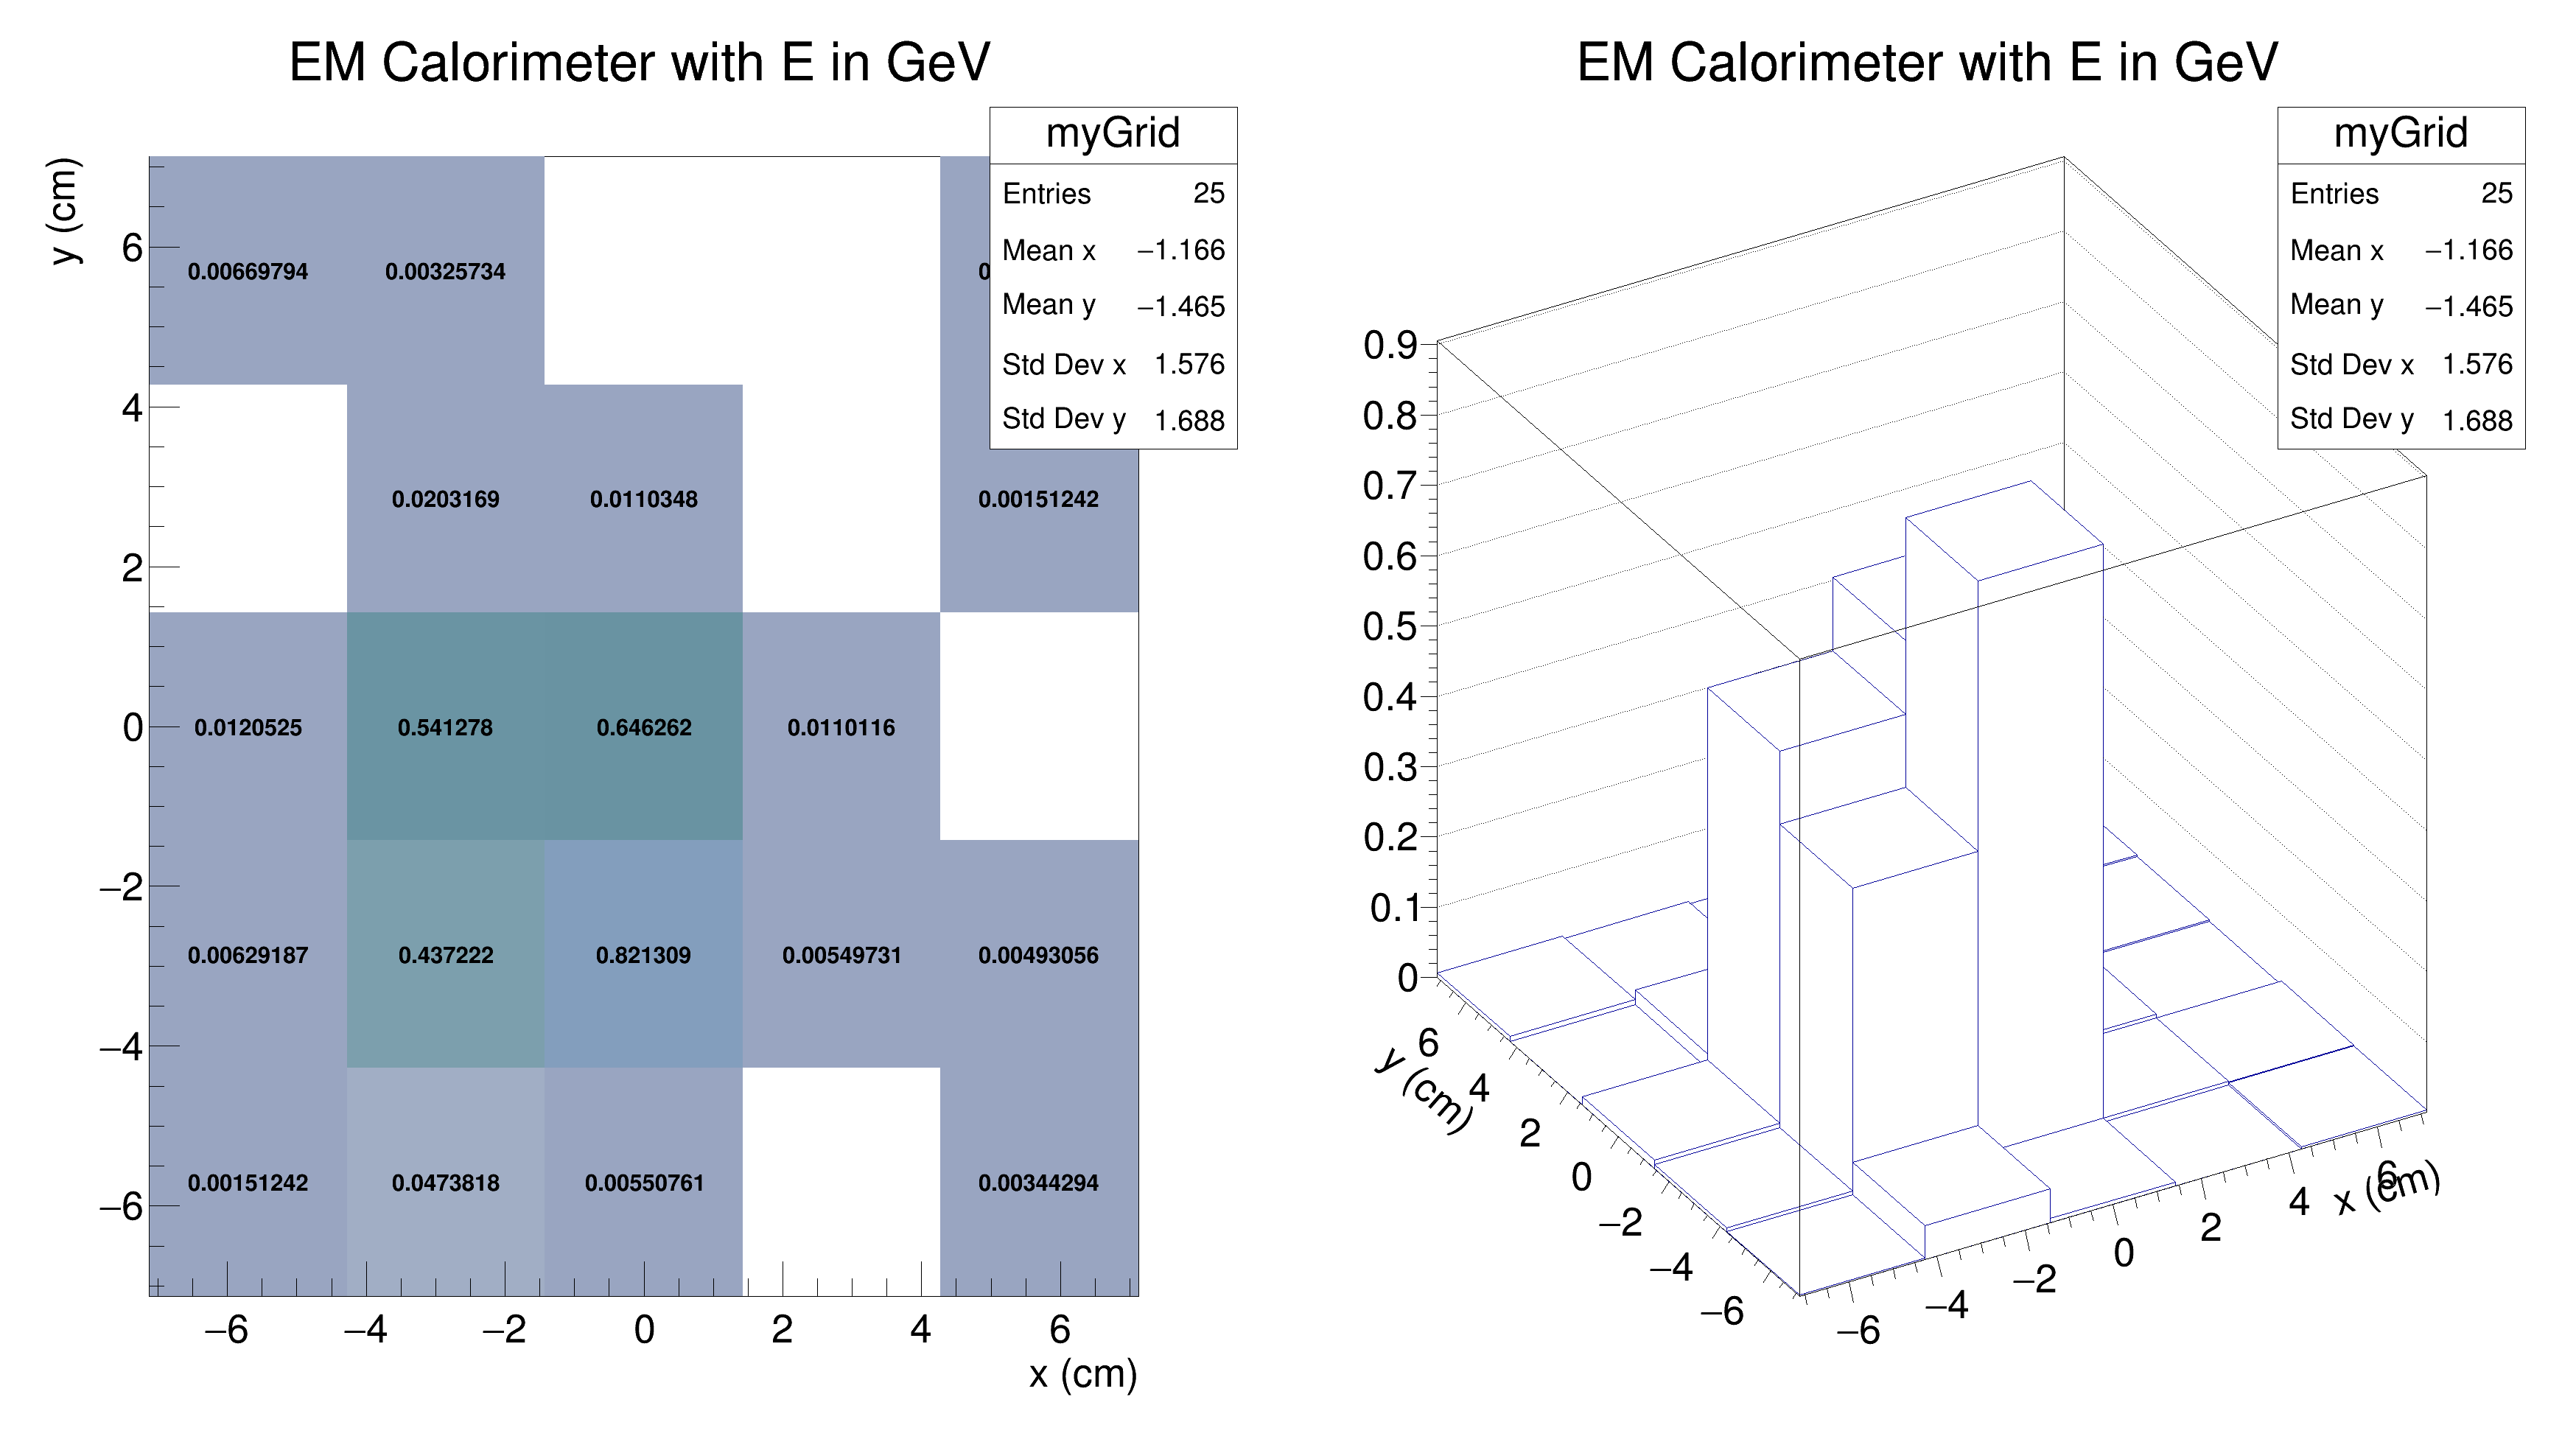 EM Calorimeter with E in GeV
myGrid
Entries 25
Mean x −1.166
Mean y −1.465
Std Dev x 1.576
Std Dev y 1.688
y (cm)
6
4
2
0
−2
−4
−6
0.00669794 0.00325734
0.0203169 0.0110348 0.00151242
0.0120525 0.541278 0.646262 0.0110116
0.00629187 0.437222 0.821309 0.00549731 0.00493056
0.00151242 0.0473818 0.00550761 0.00344294
−6 −4 −2 0 2 4 6
x (cm)
EM Calorimeter with E in GeV
myGrid
Entries 25
Mean x −1.166
Mean y −1.465
Std Dev x 1.576
Std Dev y 1.688
0.9
0.8
0.7
0.6
0.5
0.4
0.3
0.2
0.1
0
6
4
2
0
−2
−4
−6
y (cm)
−6 −4 −2 0 2 4 6
x (cm)